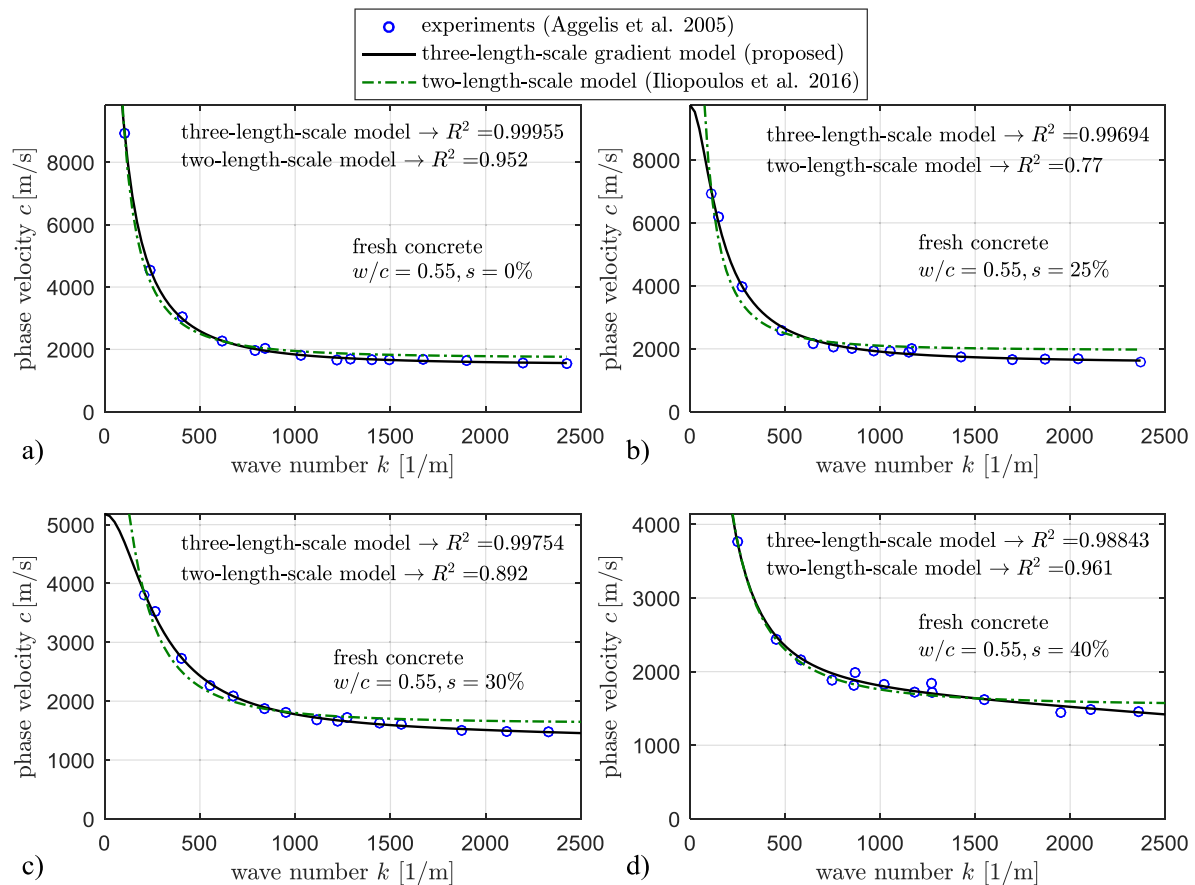 experiments (Aggelis et al. 2005)
three-length-scale gradient model (proposed)
two-length-scale model (Iliopoulos et al. 2016)
three-length-scale model → R² =0.99955
two-length-scale model → R² =0.952
fresh concrete
w/c = 0.55, s = 0%
phase velocity c [m/s]
8000
6000
4000
2000
0
0 500 1000 1500 2000 2500
wave number k [1/m]
a)
three-length-scale model → R² =0.99694
two-length-scale model → R² =0.77
fresh concrete
w/c = 0.55, s = 25%
phase velocity c [m/s]
8000
6000
4000
2000
0
0 500 1000 1500 2000 2500
wave number k [1/m]
b)
three-length-scale model → R² =0.99754
two-length-scale model → R² =0.892
fresh concrete
w/c = 0.55, s = 30%
phase velocity c [m/s]
5000
4000
3000
2000
1000
0
0 500 1000 1500 2000 2500
wave number k [1/m]
c)
three-length-scale model → R² =0.98843
two-length-scale model → R² =0.961
fresh concrete
w/c = 0.55, s = 40%
phase velocity c [m/s]
4000
3000
2000
1000
0
0 500 1000 1500 2000 2500
wave number k [1/m]
d)